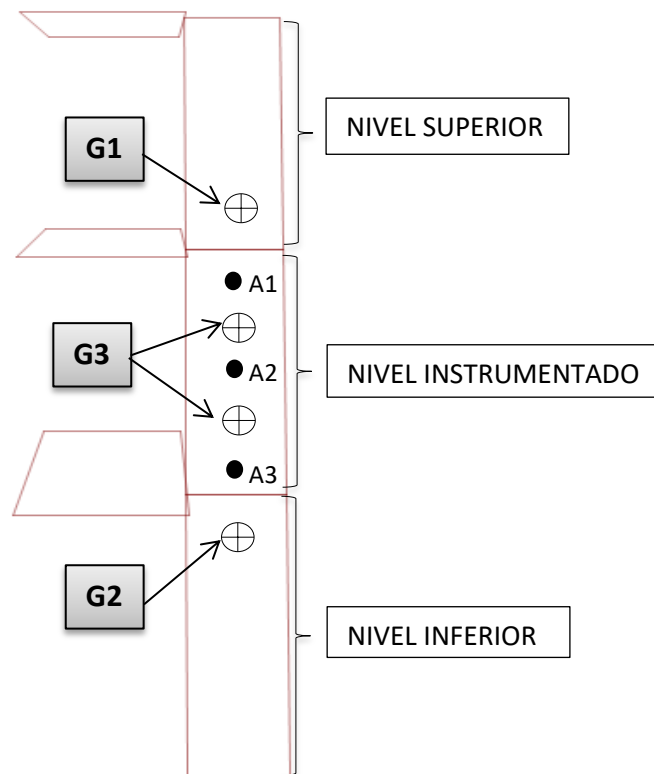 NIVEL SUPERIOR
G1
A1
G3
A2
NIVEL INSTRUMENTADO
A3
G2
NIVEL INFERIOR